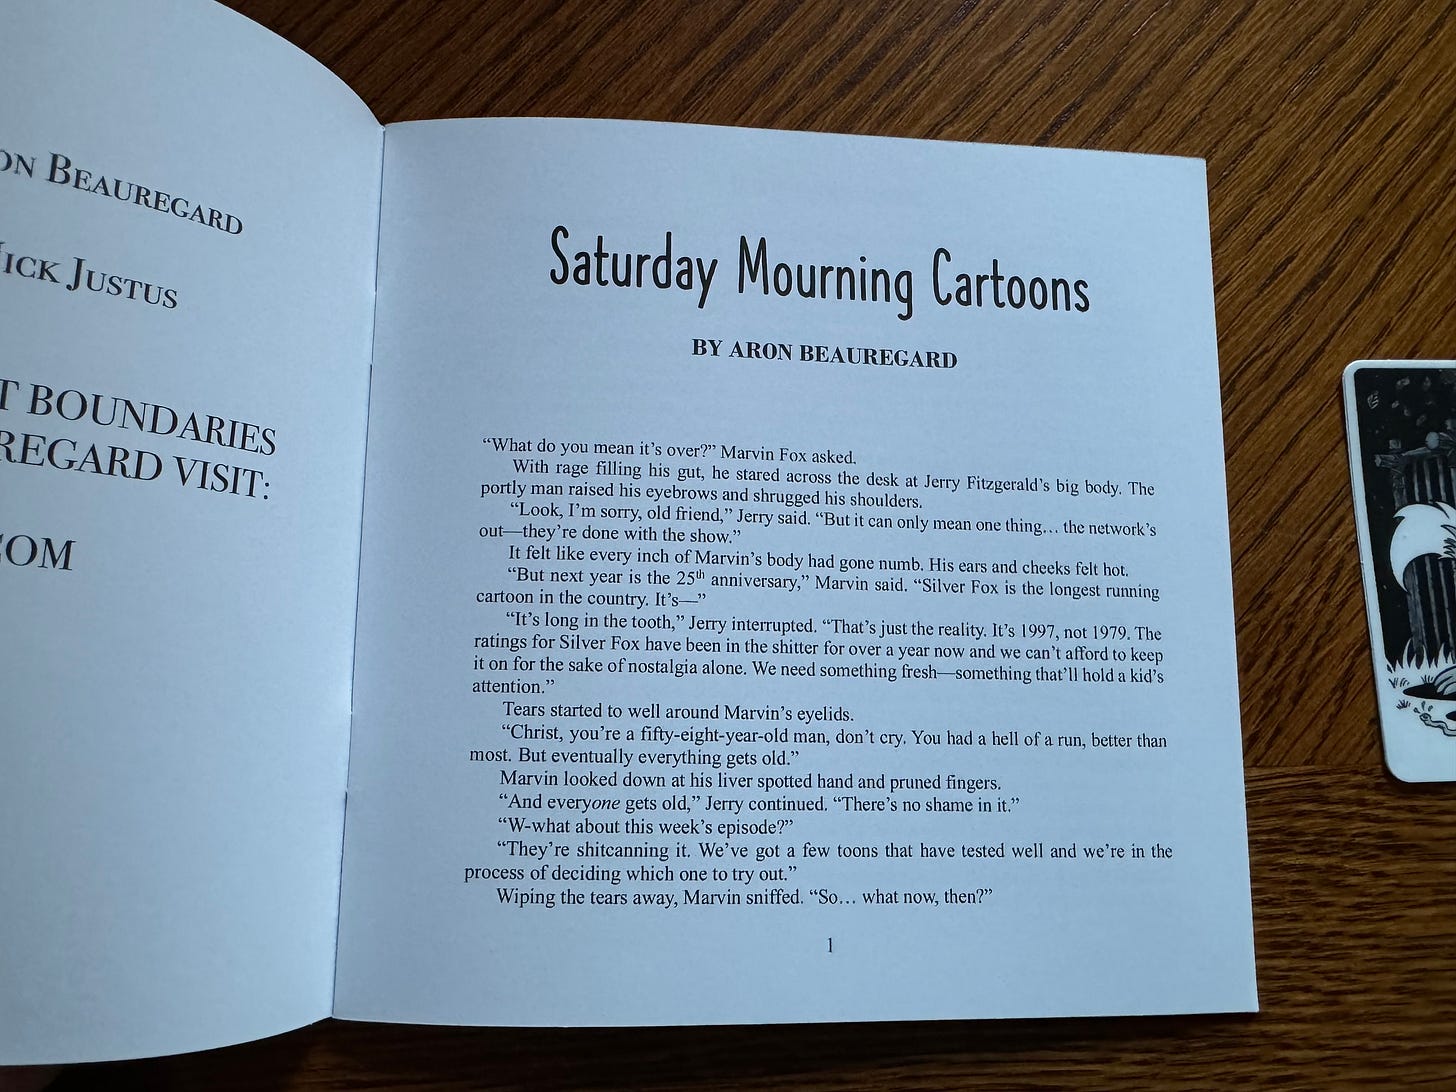 ON BEAUREGARD
ICK JUSTUS
T BOUNDARIES
REGARD VISIT:
COM
Saturday Mourning Cartoons
BY ARON BEAUREGARD
“What do you mean it’s over?” Marvin Fox asked.
With rage filling his gut, he stared across the desk at Jerry Fitzgerald’s big body. The
portly man raised his eyebrows and shrugged his shoulders.
“Look, I’m sorry, old friend,” Jerry said. “But it can only mean one thing… the network’s
out—they’re done with the show.”
It felt like every inch of Marvin’s body had gone numb. His ears and cheeks felt hot.
“But next year is the 25th anniversary,” Marvin said. “Silver Fox is the longest running
cartoon in the country. It’s—”
“It’s long in the tooth,” Jerry interrupted. “That’s just the reality. It’s 1997, not 1979. The
ratings for Silver Fox have been in the shitter for over a year now and we can’t afford to keep
it on for the sake of nostalgia alone. We need something fresh—something that’ll hold a kid’s
attention.”
Tears started to well around Marvin’s eyelids.
“Christ, you’re a fifty-eight-year-old man, don’t cry. You had a hell of a run, better than
most. But eventually everything gets old.”
Marvin looked down at his liver spotted hand and pruned fingers.
“And everyone gets old,” Jerry continued. “There’s no shame in it.”
“W-what about this week’s episode?”
“They’re shitcanning it. We’ve got a few toons that have tested well and we’re in the
process of deciding which one to try out.”
Wiping the tears away, Marvin sniffed. “So… what now, then?”
1